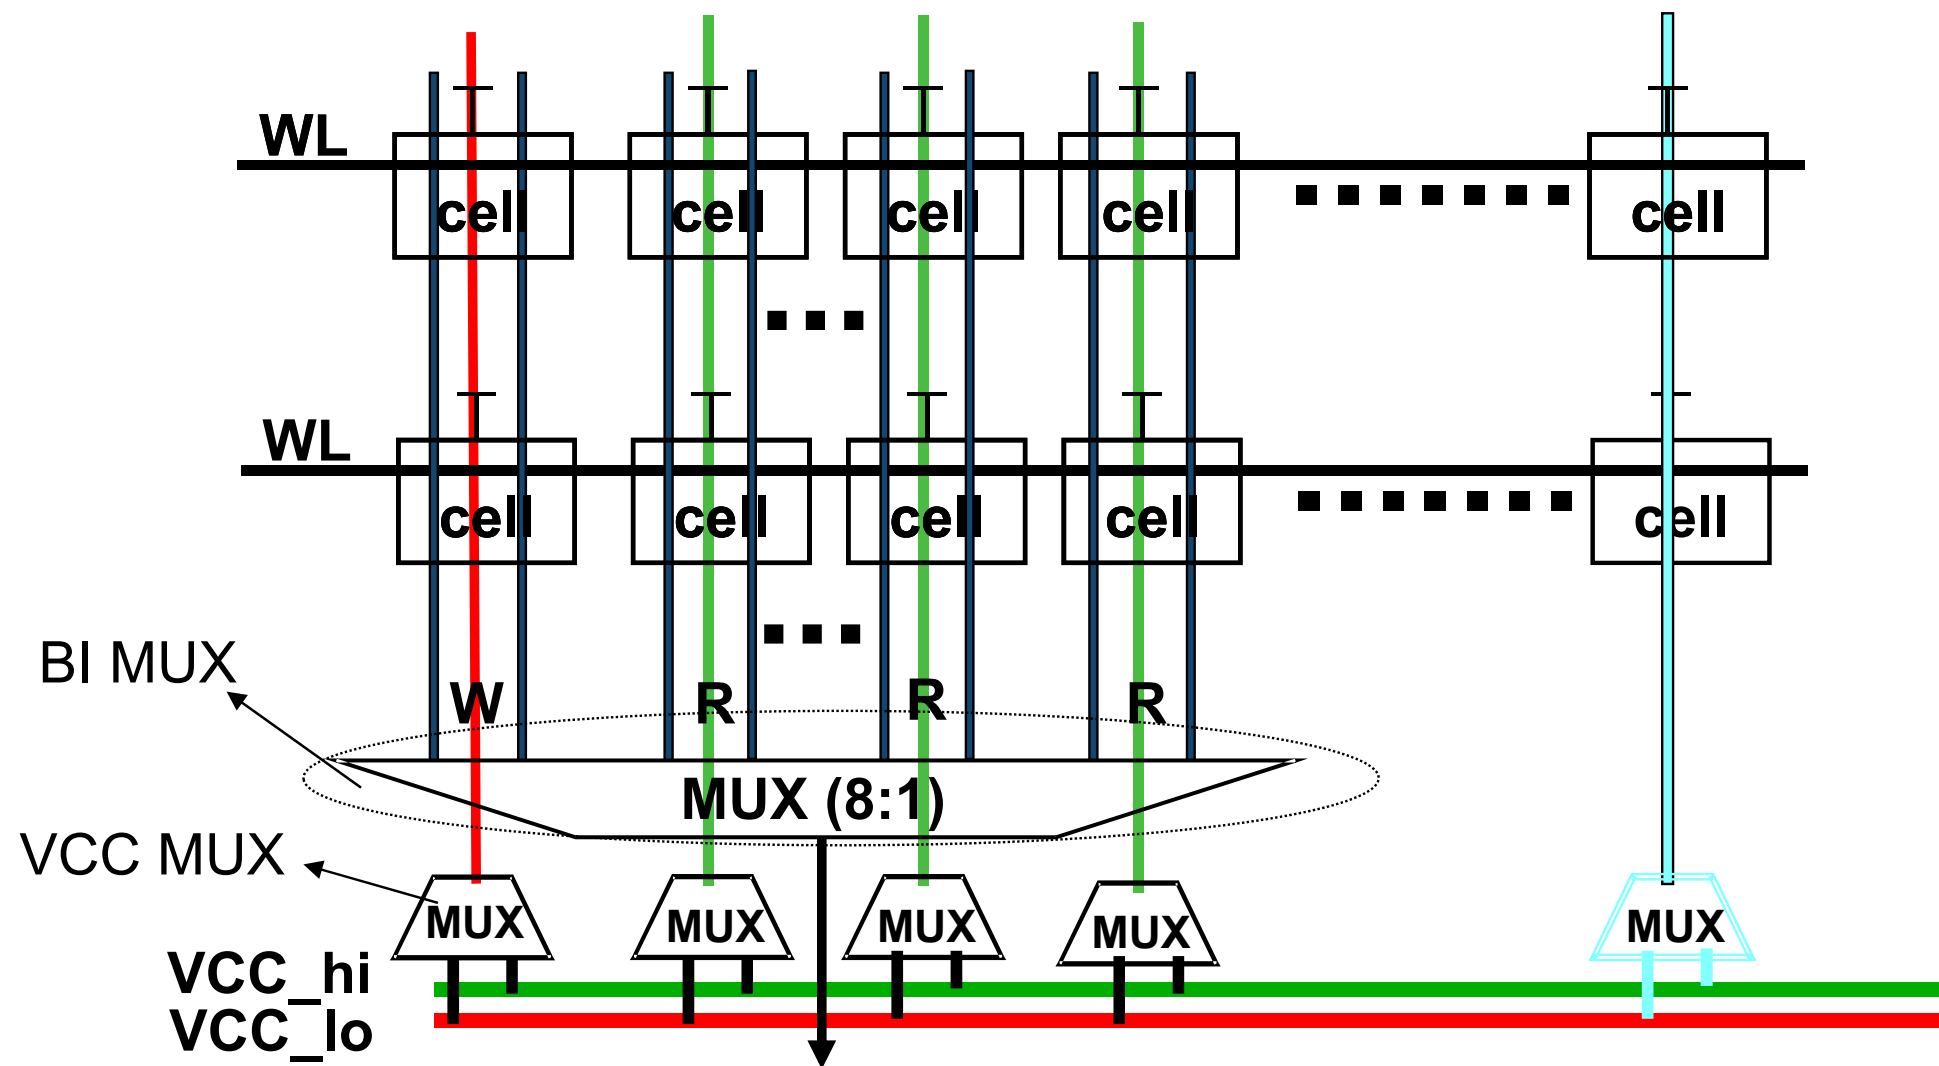 WL
cell cell cell cell cell
WL
cell cell cell cell cell
BI MUX
W R R R
MUX (8:1)
VCC MUX
MUX MUX MUX MUX MUX
VCC_hi
VCC_lo